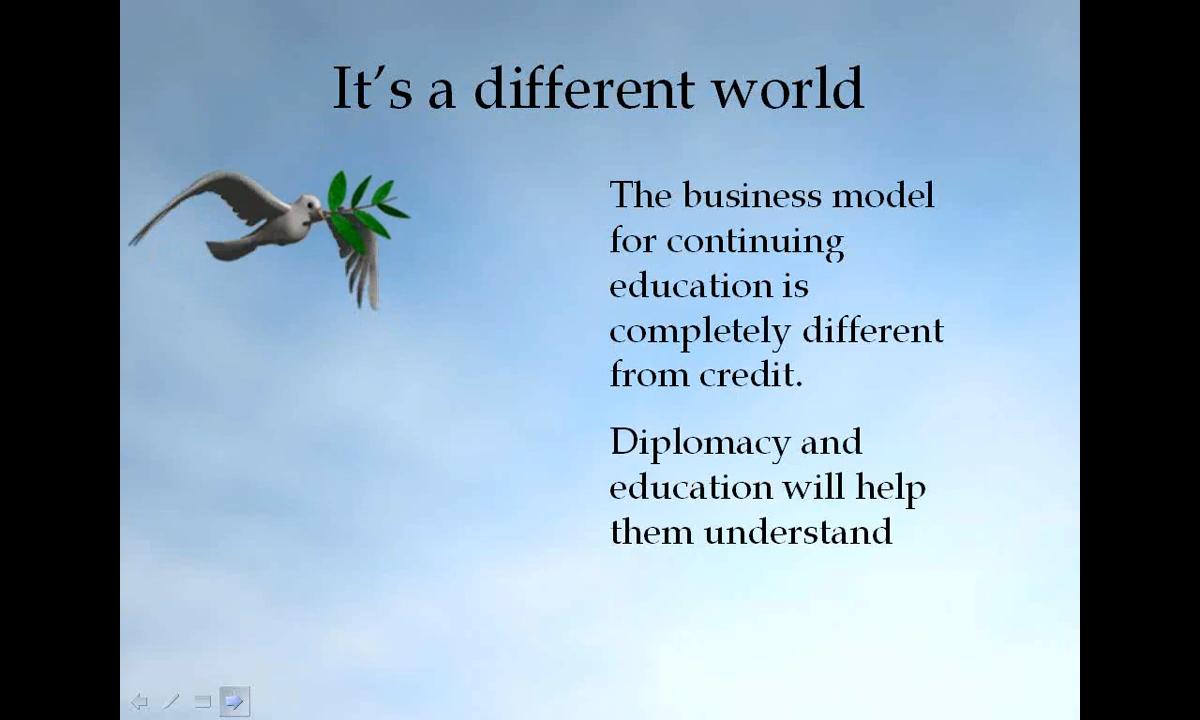 It’s a different world
The business model
for continuing
education is
completely different
from credit.
Diplomacy and
education will help
them understand